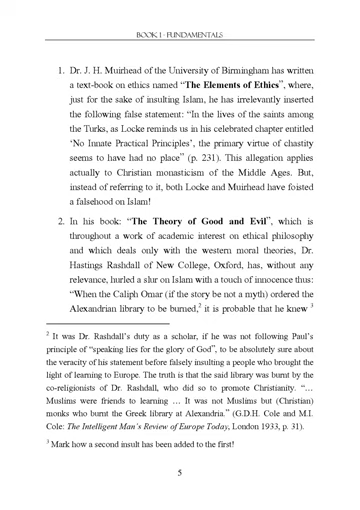 BOOK I - FUNDAMENTALS
1. Dr. J. H. Muirhead of the University of Birmingham has written
a text-book on ethics named “The Elements of Ethics”, where,
just for the sake of insulting Islam, he has irrelevantly inserted
the following false statement: “In the lives of the saints among
the Turks, as Locke reminds us in his celebrated chapter entitled
‘No Innate Practical Principles’, the primary virtue of chastity
seems to have had no place” (p. 231). This allegation applies
actually to Christian monasticism of the Middle Ages. But,
instead of referring to it, both Locke and Muirhead have foisted
a falsehood on Islam!
2. In his book: “The Theory of Good and Evil”, which is
throughout a work of academic interest on ethical philosophy
and which deals only with the western moral theories, Dr.
Hastings Rashdall of New College, Oxford, has, without any
relevance, hurled a slur on Islam with a touch of innocence thus:
“When the Caliph Omar (if the story be not a myth) ordered the
Alexandrian library to be burned,2 it is probable that he knew 3
2 It was Dr. Rashdall’s duty as a scholar, if he was not following Paul’s
principle of “speaking lies for the glory of God”, to be absolutely sure about
the veracity of his statement before falsely insulting a people who brought the
light of learning to Europe. The truth is that the said library was burnt by the
co-religionists of Dr. Rashdall, who did so to promote Christianity. “…
Muslims were friends to learning … It was not Muslims but (Christian)
monks who burnt the Greek library at Alexandria.” (G.D.H. Cole and M.I.
Cole: The Intelligent Man’s Review of Europe Today, London 1933, p. 31).
3 Mark how a second insult has been added to the first!
5